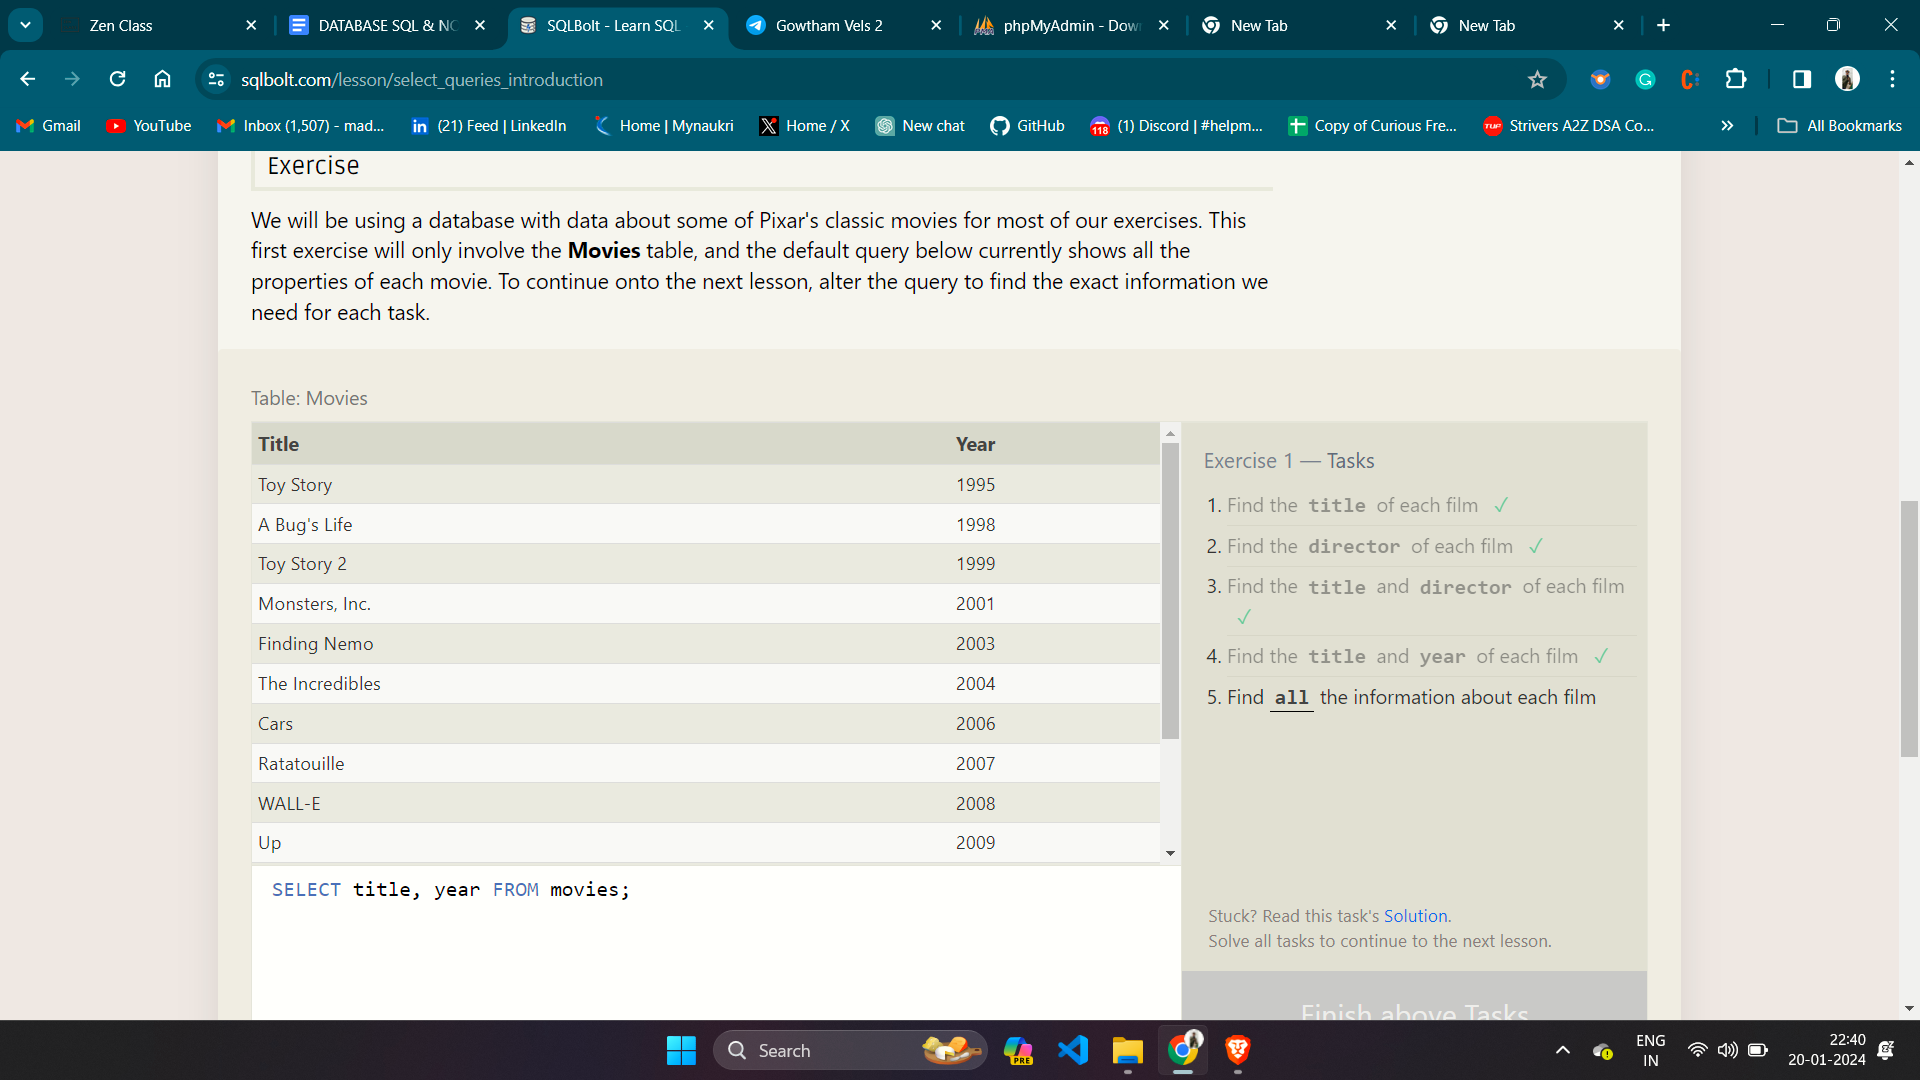 Zen Class
DATABASE SQL & NO
SQLBolt - Learn SQL
Gowtham Vels 2
phpMyAdmin - Dow
New Tab
New Tab
sqlbolt.com/lesson/select_queries_introduction
Gmail
YouTube
Inbox (1,507) - mad...
(21) Feed | LinkedIn
Home | Mynaukri
Home / X
New chat
GitHub
118
(1) Discord | #helpm...
Copy of Curious Fre...
TUF
Strivers A2Z DSA Co...
All Bookmarks
Exercise
We will be using a database with data about some of Pixar's classic movies for most of our exercises. This
first exercise will only involve the Movies table, and the default query below currently shows all the
properties of each movie. To continue onto the next lesson, alter the query to find the exact information we
need for each task.
Table: Movies
Title Year
Toy Story 1995
A Bug's Life 1998
Toy Story 2 1999
Monsters, Inc. 2001
Finding Nemo 2003
The Incredibles 2004
Cars 2006
Ratatouille 2007
WALL-E 2008
Up 2009
SELECT title, year FROM movies;
Exercise 1 — Tasks
1. Find the title of each film ✓
2. Find the director of each film ✓
3. Find the title and director of each film
✓
4. Find the title and year of each film ✓
5. Find all the information about each film
Stuck? Read this task's Solution.
Solve all tasks to continue to the next lesson.
Finish above Tasks
Search
PRE
ENG
IN
22:40
20-01-2024